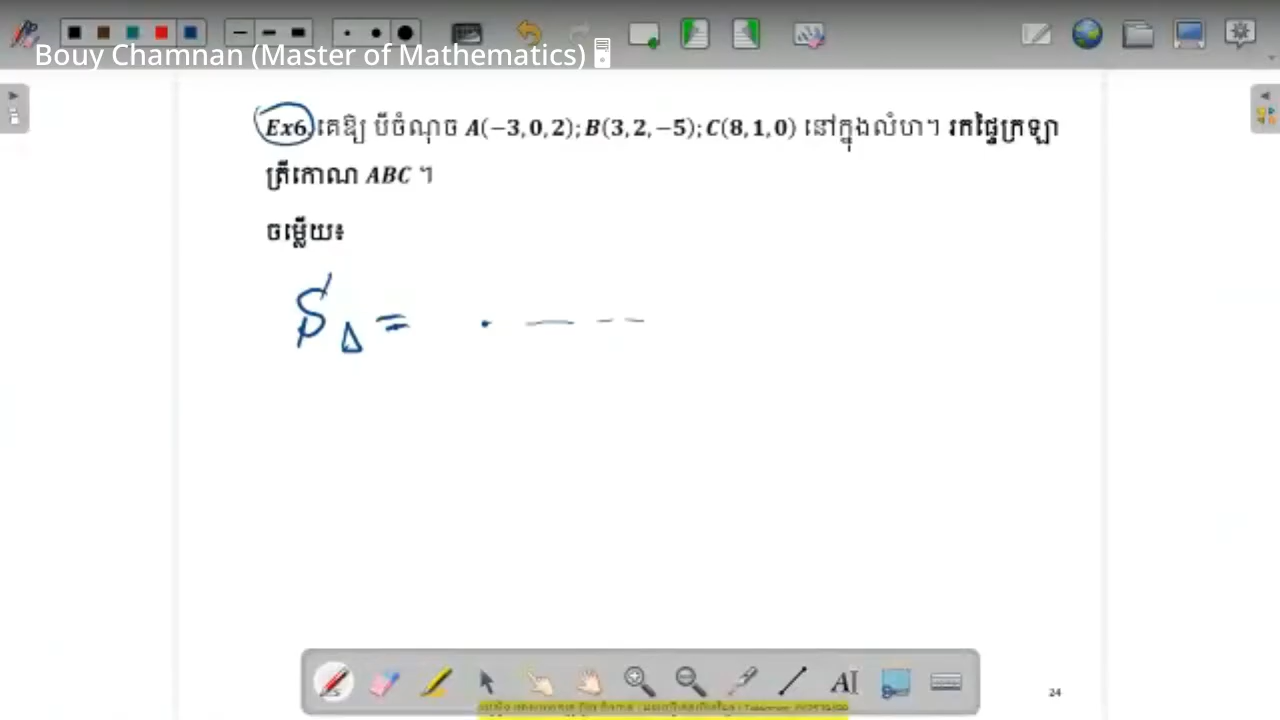 Bouy Chamnan (Master of Mathematics)
Ex6. គេឱ្យ បីចំណុច A(−3, 0, 2); B(3, 2, −5); C(8, 1, 0) នៅក្នុងលំហ។ រកផ្ទៃក្រឡា
ត្រីកោណ ABC ។
ចម្លើយ៖
S Δ =
24